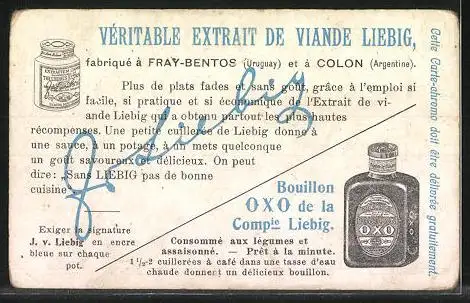 VÉRITABLE EXTRAIT DE VIANDE LIEBIG,
fabriqué à FRAY-BENTOS (Uruguay) et à COLON (Argentine).
Plus de plats fades et sans goût, grâce à l'emploi si
facile, si pratique et si économique de l'Extrait de vi-
ande Liebig qui a obtenu partout les plus hautes
récompenses. Une petite cuillerée de Liebig donne à
une sauce, à un potage, à un mets quelconque
un goût savoureux et délicieux. On peut
dire: Sans LIEBIG pas de bonne
cuisine
J. v. Liebig
Exiger la signature
J. v. Liebig en encre
bleue sur chaque
pot.
Bouillon
OXO de la
Compie Liebig.
Consommé aux légumes et
assaisonné. — Prêt à la minute.
1 1/2-2 cuillerées à café dans une tasse d'eau
chaude donnent un délicieux bouillon.
OXO
Cette Carte-chromo doit être délivrée gratuitement.